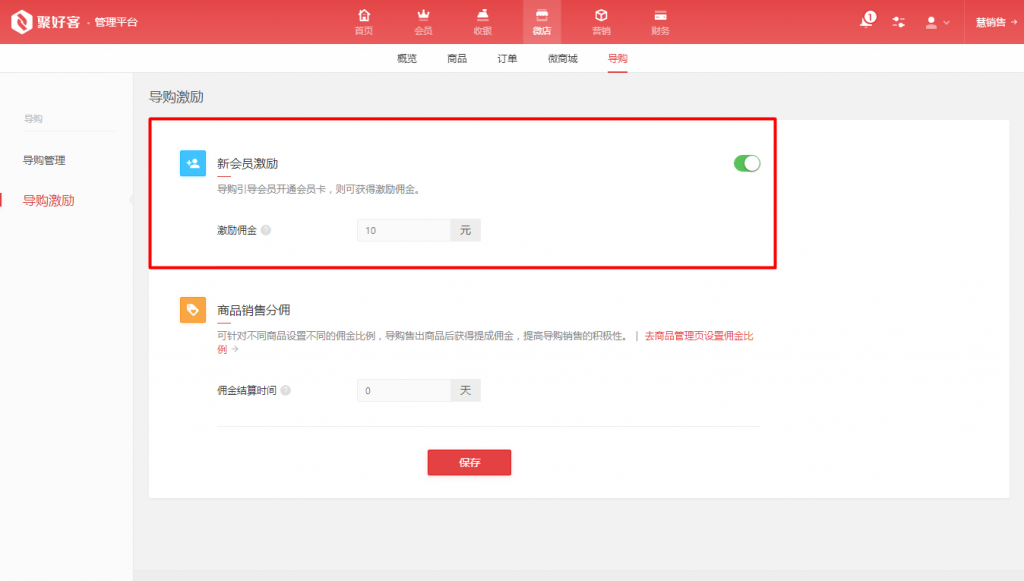 聚好客 · 管理平台
首页
会员
收银
微店
营销
财务
1
慧销售 →
概览
商品
订单
微商城
导购
导购
导购管理
导购激励
导购激励
新会员激励
导购引导会员开通会员卡，则可获得激励佣金。
激励佣金 ?
10 元
商品销售分佣
可针对不同商品设置不同的佣金比例，导购售出商品后获得提成佣金，提高导购销售的积极性。 | 去商品管理页设置佣金比
例 →
佣金结算时间 ?
0 天
保存